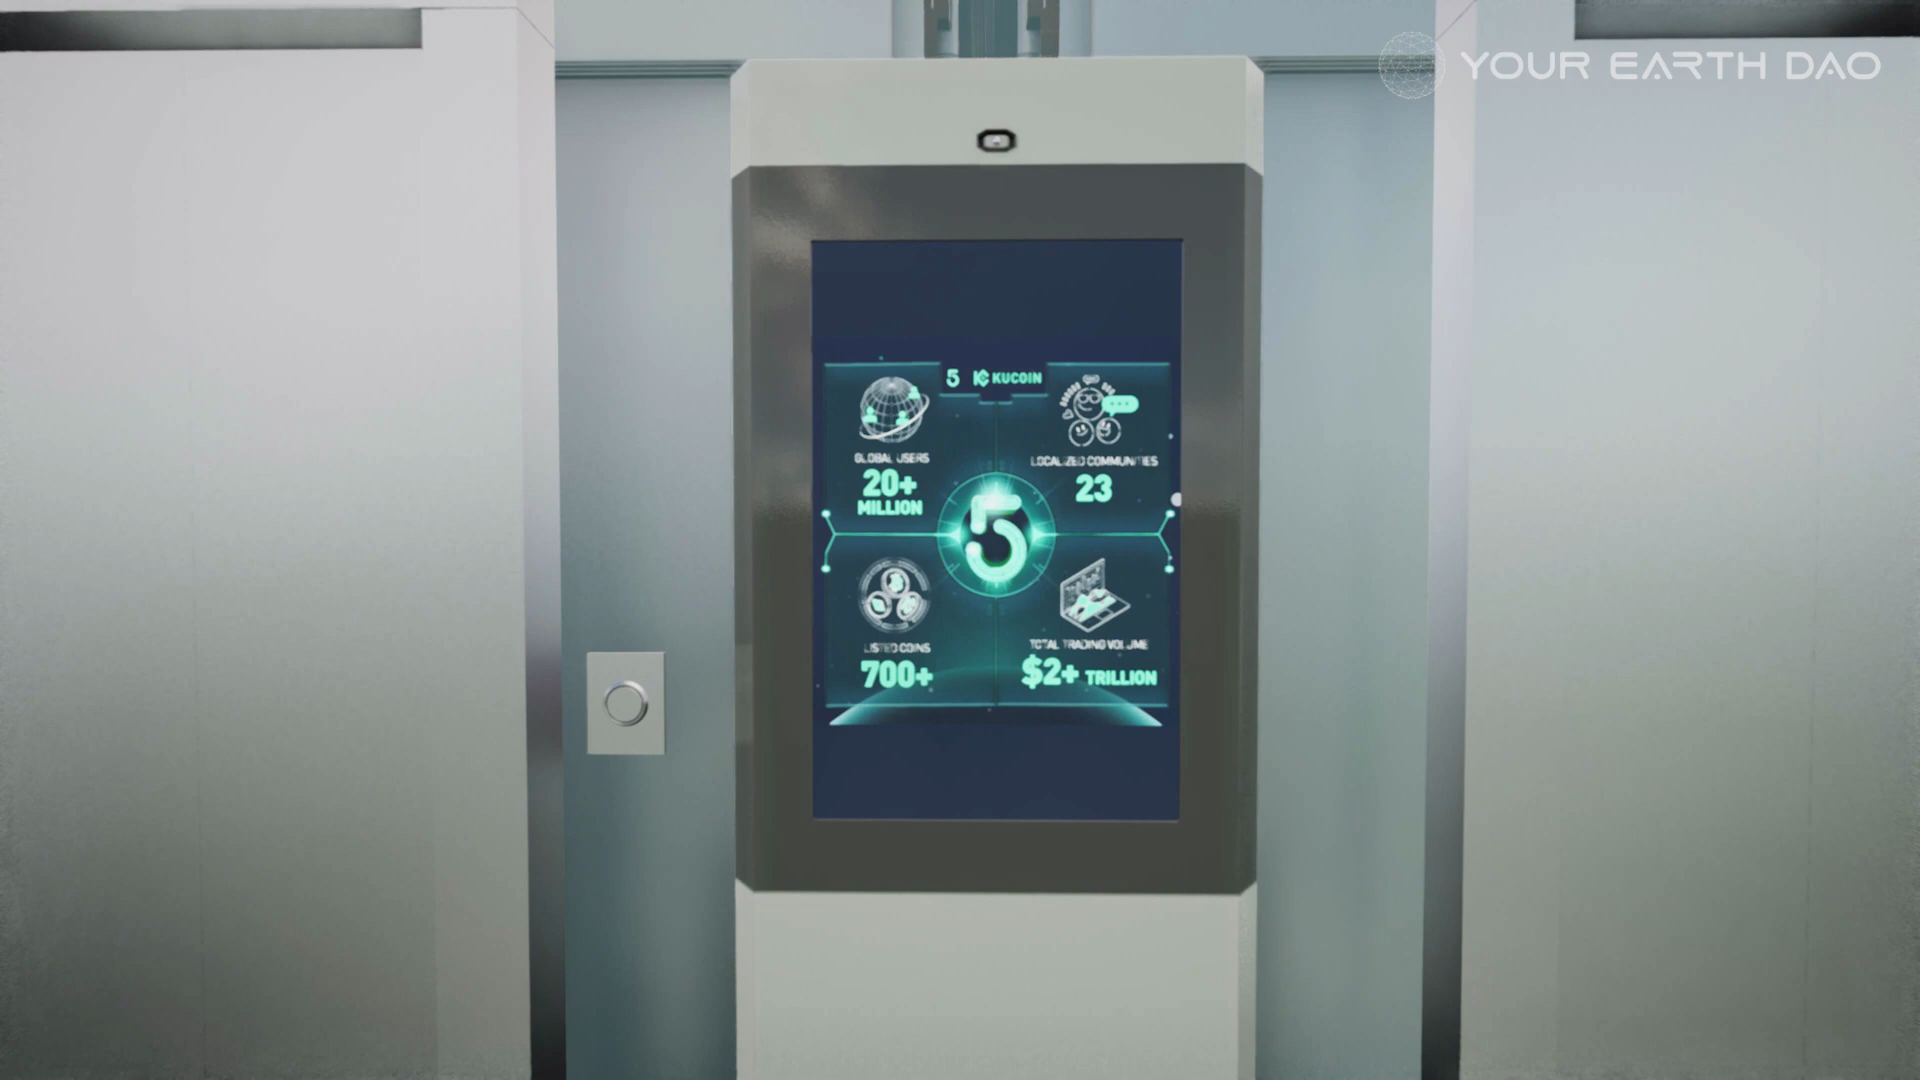 YOUR EARTH DAO
5 KUCOIN
GLOBAL USERS
20+
MILLION
LOCALIZED COMMUNITIES
23
5
LISTED COINS
700+
TOTAL TRADING VOLUME
$2+ TRILLION